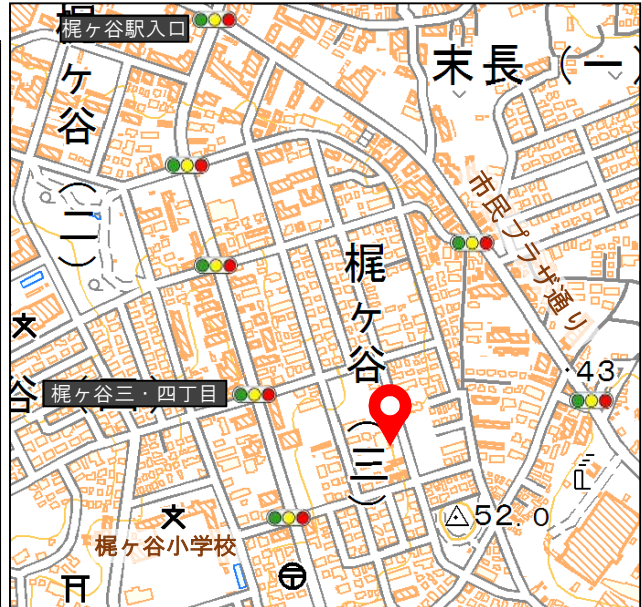 梶ヶ谷駅入口
梶ヶ谷(二)
末長(一
市民プラザ通り
梶ヶ谷(三)
・43
谷(四)
梶ヶ谷三・四丁目
52.0
梶ヶ谷小学校